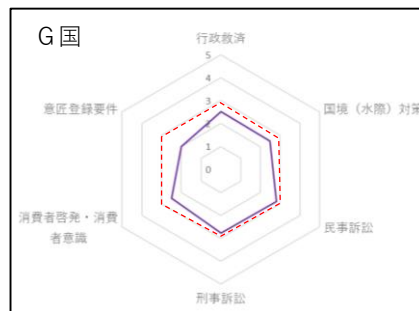 G国
行政救済
5
4
3
2
1
0
意匠登録要件
国境（水際）対策
消費者啓発・消費
者意識
民事訴訟
刑事訴訟